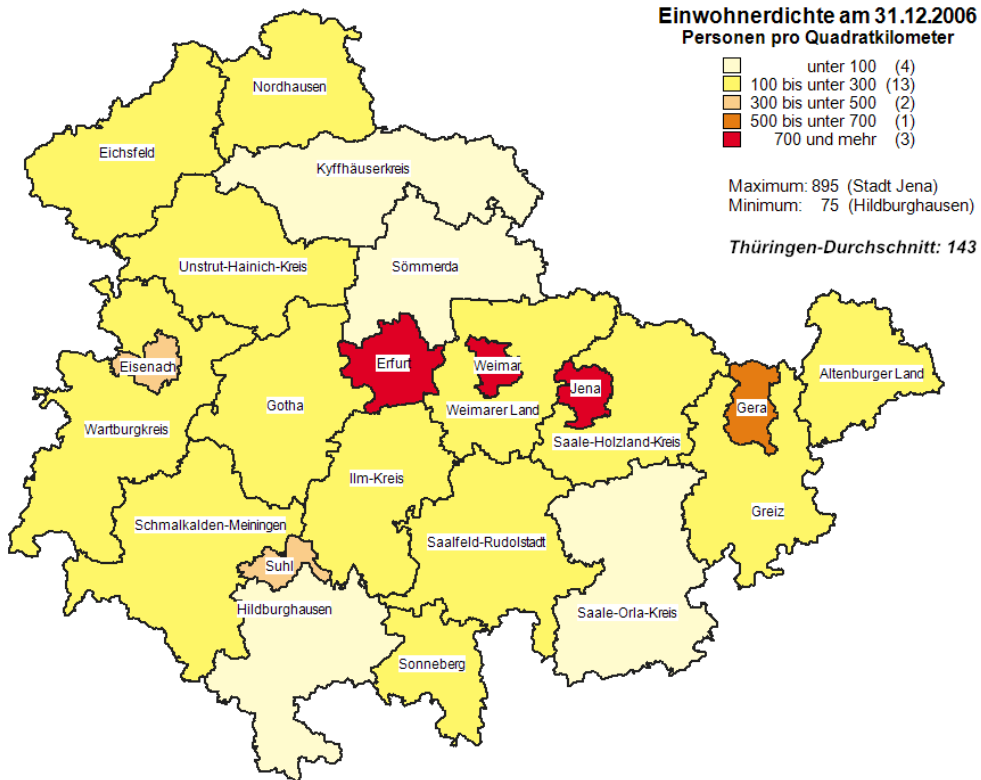 Einwohnerdichte am 31.12.2006
Personen pro Quadratkilometer
unter 100 (4)
100 bis unter 300 (13)
300 bis unter 500 (2)
500 bis unter 700 (1)
700 und mehr (3)
Maximum: 895 (Stadt Jena)
Minimum: 75 (Hildburghausen)
Thüringen-Durchschnitt: 143
Nordhausen
Eichsfeld
Kyffhäuserkreis
Unstrut-Hainich-Kreis
Sömmerda
Eisenach
Erfurt
Weimar
Jena
Altenburger Land
Gotha
Weimarer Land
Gera
Wartburgkreis
Saale-Holzland-Kreis
Ilm-Kreis
Greiz
Schmalkalden-Meiningen
Saalfeld-Rudolstadt
Suhl
Hildburghausen
Saale-Orla-Kreis
Sonneberg